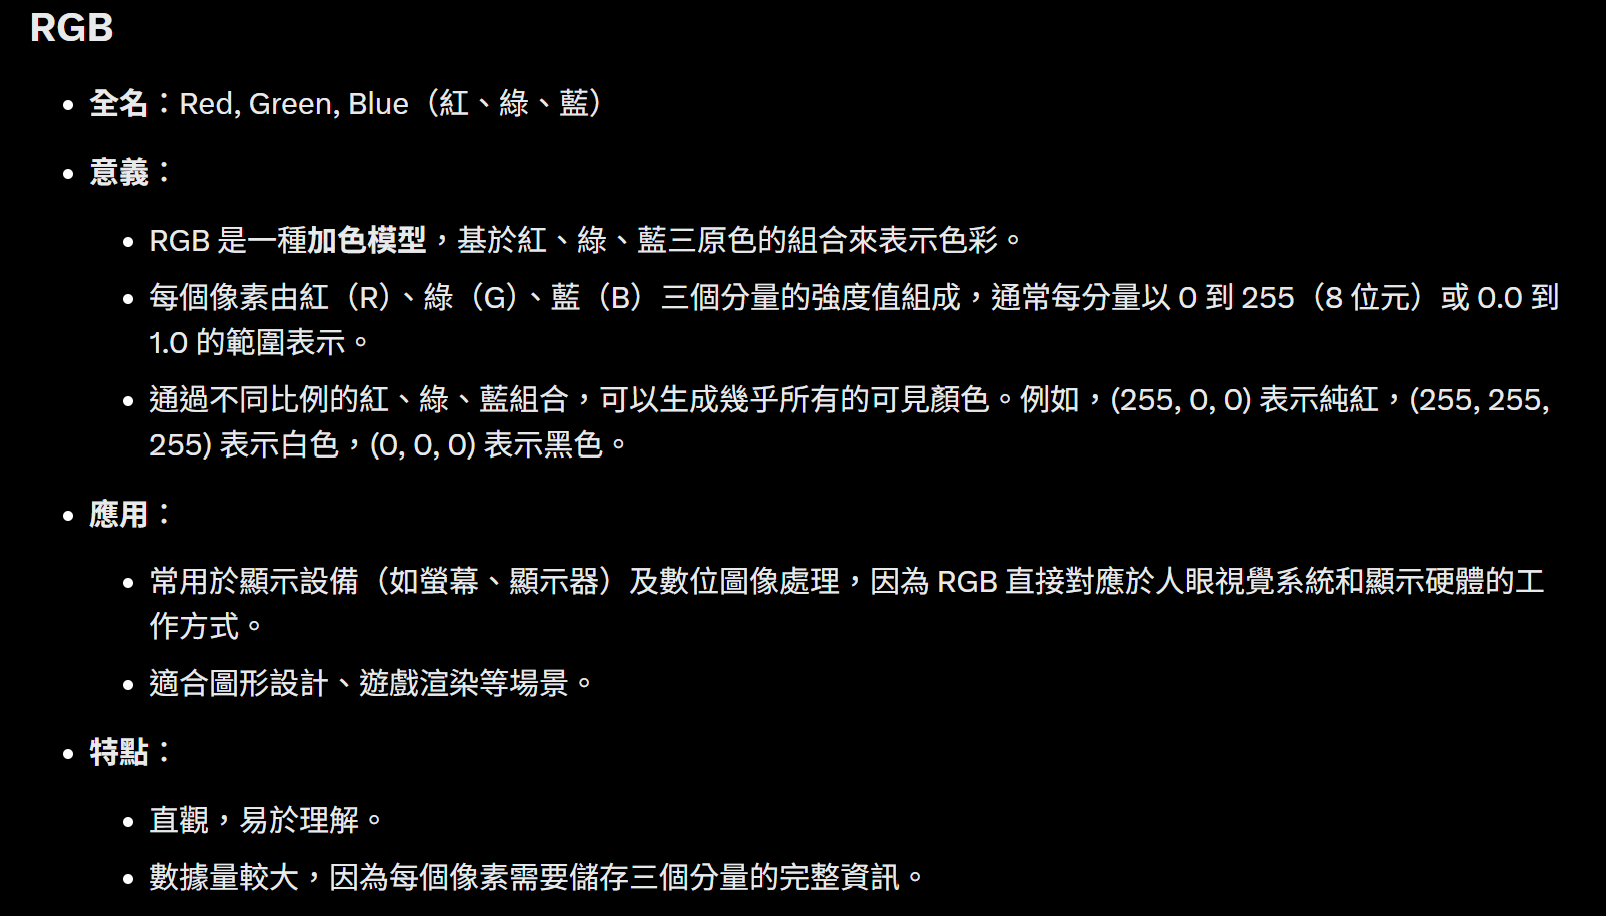 RGB
• 全名：Red, Green, Blue（紅、綠、藍）
• 意義：
• RGB 是一種加色模型，基於紅、綠、藍三原色的組合來表示色彩。
• 每個像素由紅（R）、綠（G）、藍（B）三個分量的強度值組成，通常每分量以 0 到 255（8 位元）或 0.0 到
1.0 的範圍表示。
• 通過不同比例的紅、綠、藍組合，可以生成幾乎所有的可見顏色。例如，(255, 0, 0) 表示純紅，(255, 255,
255) 表示白色，(0, 0, 0) 表示黑色。
• 應用：
• 常用於顯示設備（如螢幕、顯示器）及數位圖像處理，因為 RGB 直接對應於人眼視覺系統和顯示硬體的工
作方式。
• 適合圖形設計、遊戲渲染等場景。
• 特點：
• 直觀，易於理解。
• 數據量較大，因為每個像素需要儲存三個分量的完整資訊。